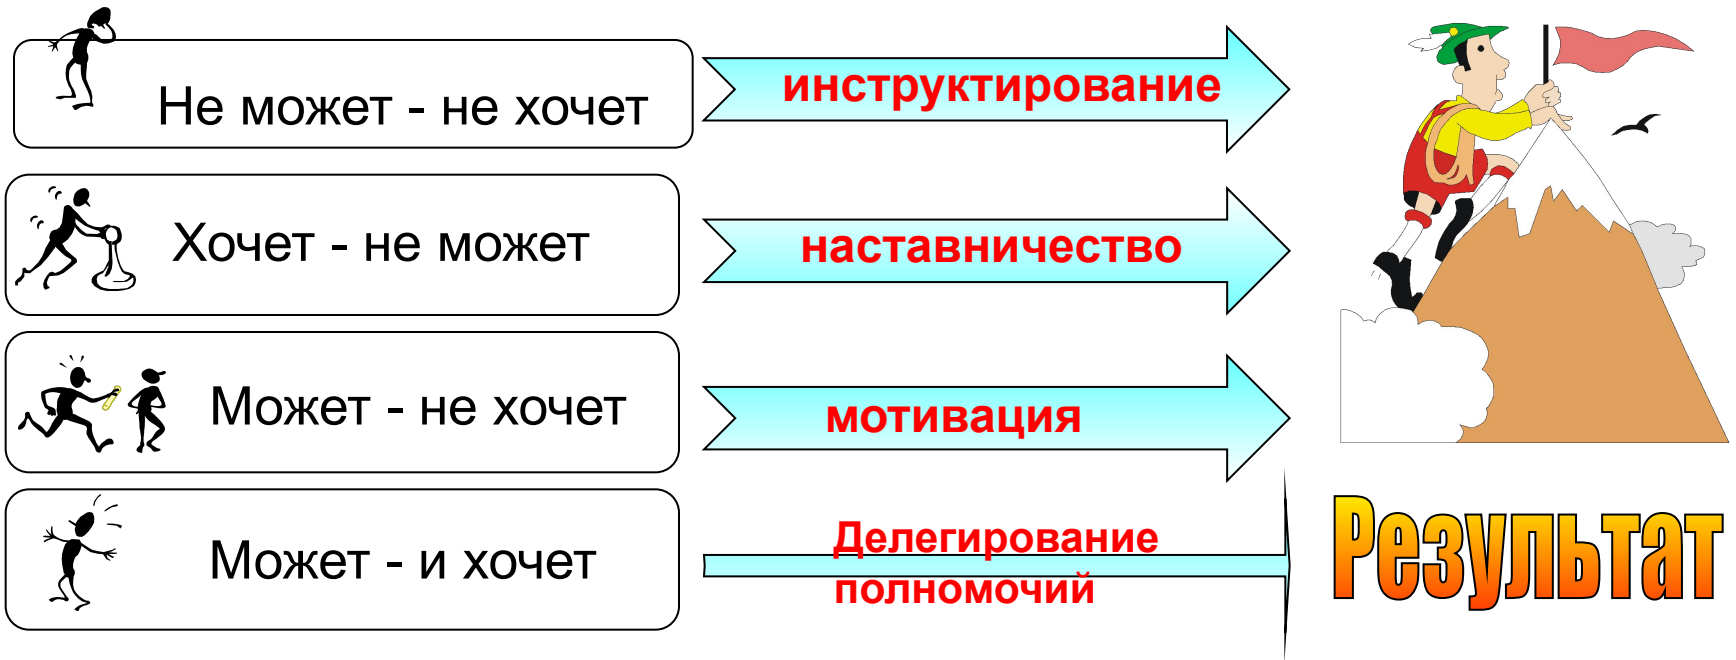 Не может - не хочет
инструктирование
Хочет - не может
наставничество
Может - не хочет
мотивация
Может - и хочет
Делегирование
полномочий
Результат